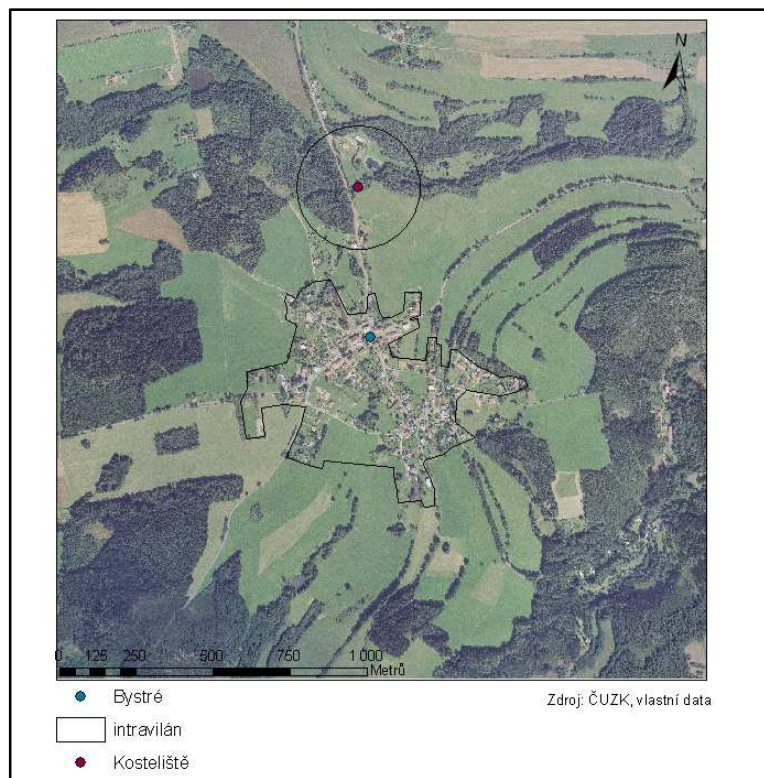 N
0 125 250 500 750 1 000
Metrů
Bystré
Zdroj: ČUZK, vlastní data
intravilán
Kosteliště